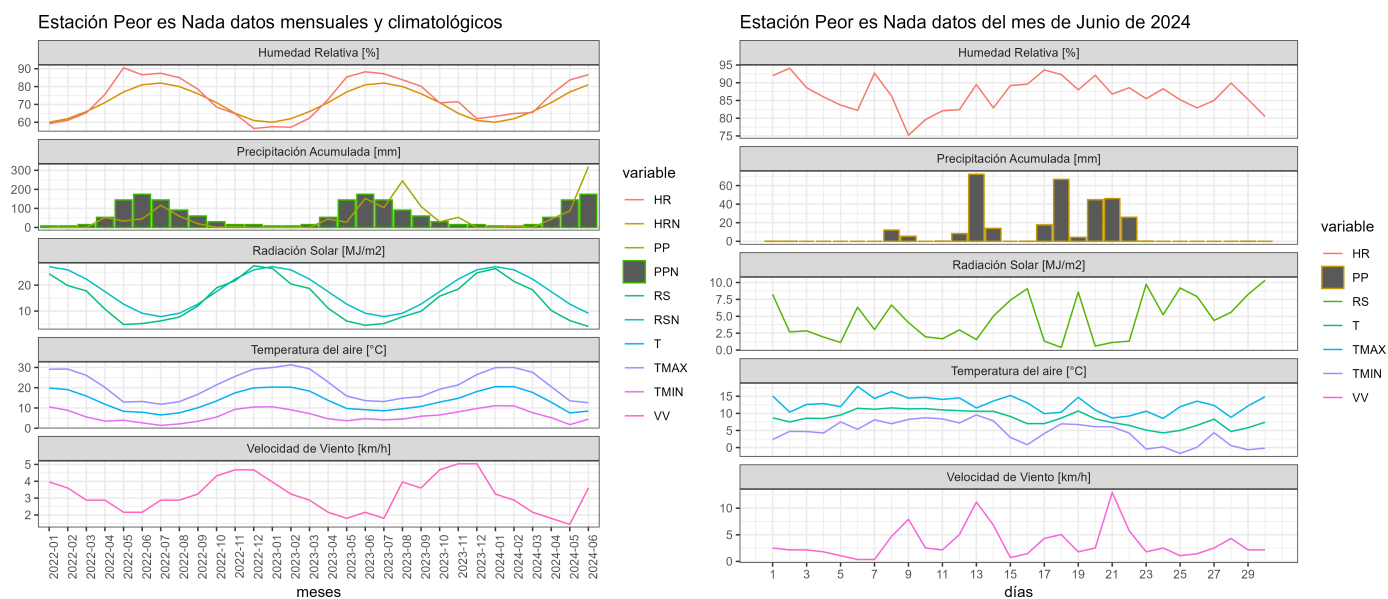 Estación Peor es Nada datos mensuales y climatológicos
Humedad Relativa [%]
90
80
70
60
Precipitación Acumulada [mm]
300
200
100
0
Radiación Solar [MJ/m2]
20
10
Temperatura del aire [°C]
30
20
10
0
Velocidad de Viento [km/h]
5
4
3
2
2022-01
2022-02
2022-03
2022-04
2022-05
2022-06
2022-07
2022-08
2022-09
2022-10
2022-11
2022-12
2023-01
2023-02
2023-03
2023-04
2023-05
2023-06
2023-07
2023-08
2023-09
2023-10
2023-11
2023-12
2024-01
2024-02
2024-03
2024-04
2024-05
2024-06
meses
variable
HR
HRN
PP
PPN
RS
RSN
T
TMAX
TMIN
VV
Estación Peor es Nada datos del mes de Junio de 2024
Humedad Relativa [%]
95
90
85
80
75
Precipitación Acumulada [mm]
60
40
20
0
Radiación Solar [MJ/m2]
10.0
7.5
5.0
2.5
0.0
Temperatura del aire [°C]
15
10
5
0
Velocidad de Viento [km/h]
10
5
0
1 3 5 7 9 11 13 15 17 19 21 23 25 27 29
días
variable
HR
PP
RS
T
TMAX
TMIN
VV